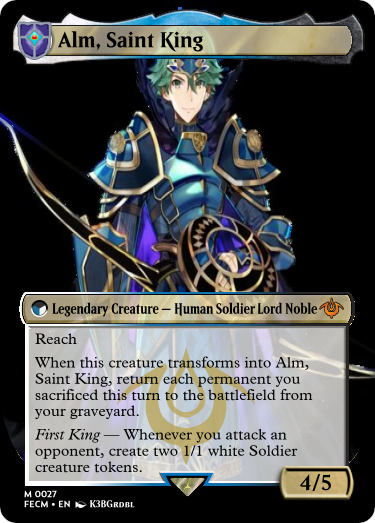 Alm, Saint King
Legendary Creature — Human Soldier Lord Noble
Reach
When this creature transforms into Alm,
Saint King, return each permanent you
sacrificed this turn to the battlefield from
your graveyard.
First King — Whenever you attack an
opponent, create two 1/1 white Soldier
creature tokens.
4/5
M 0027
FECM • EN K3BGRDBL